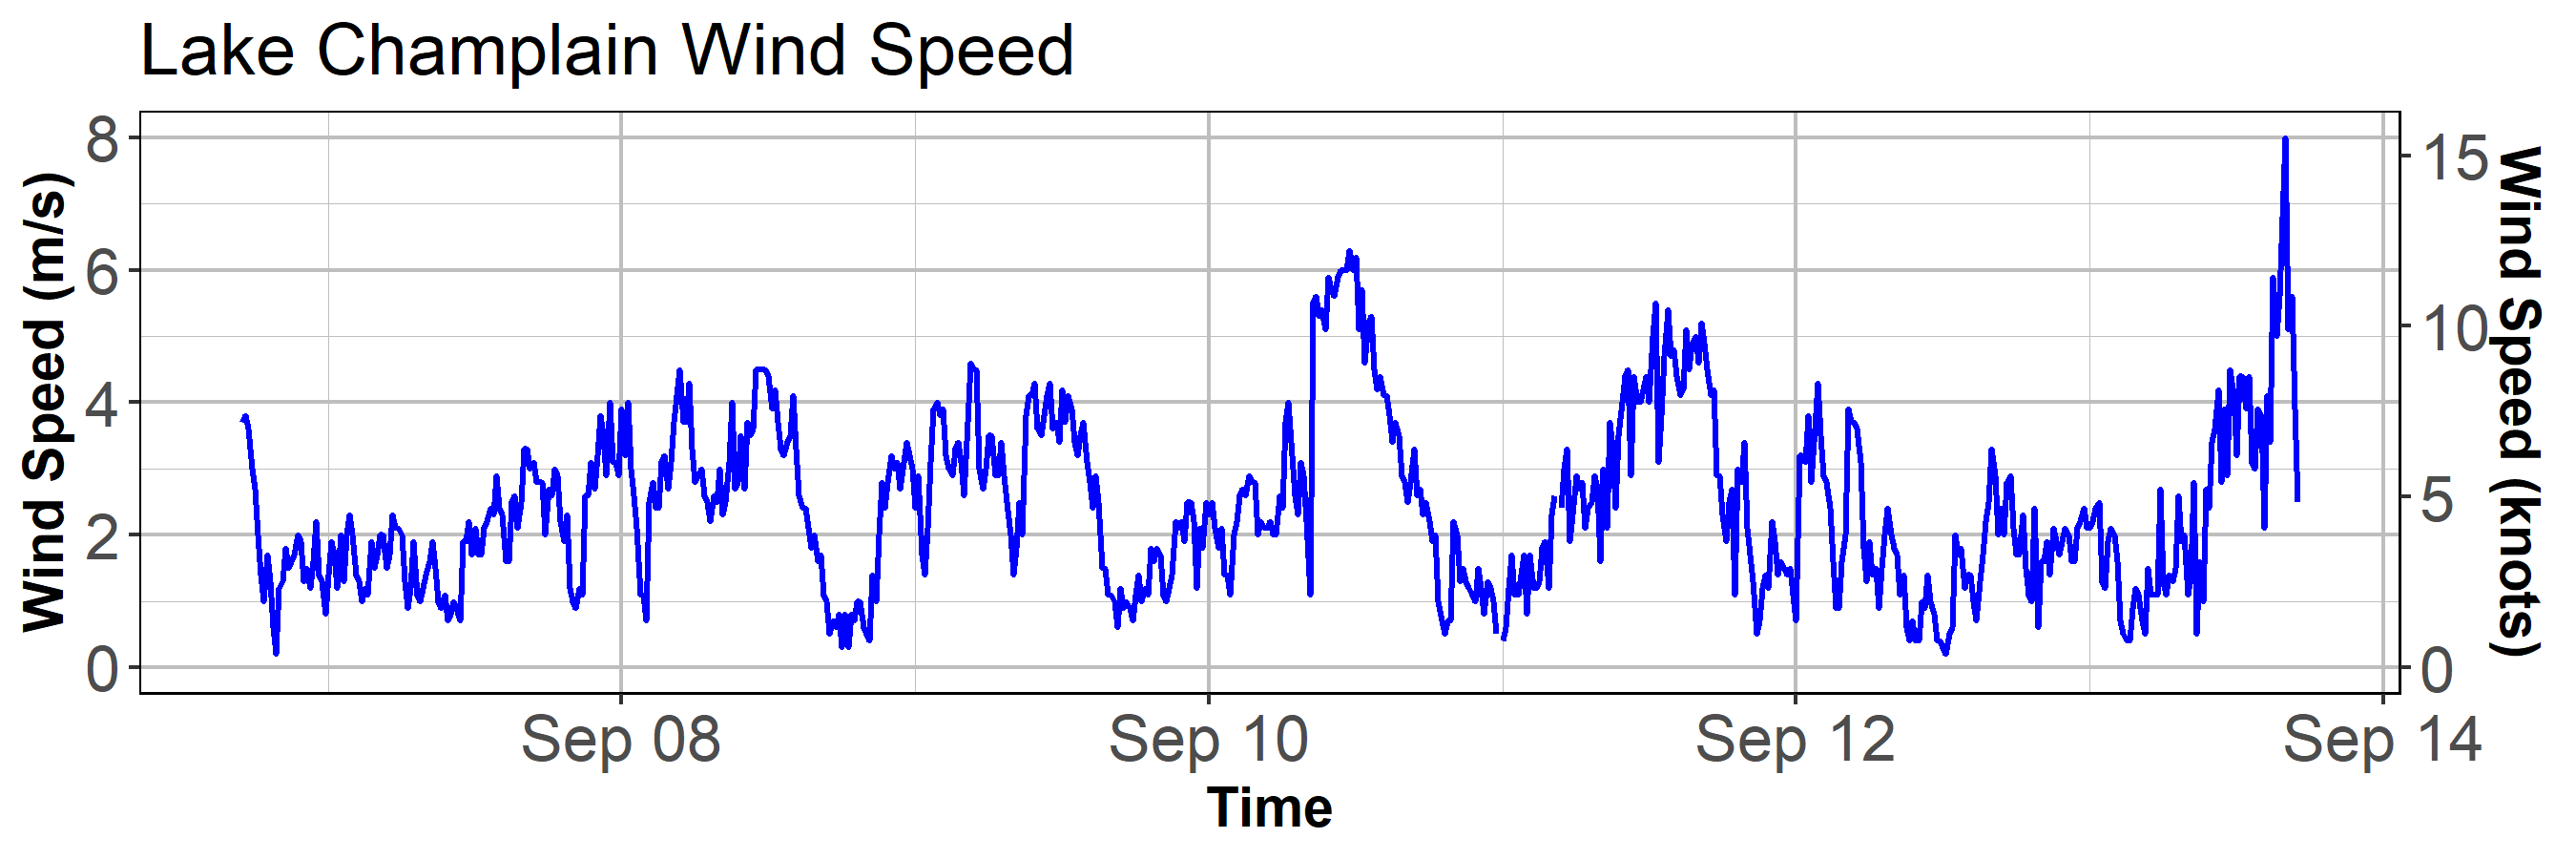 Lake Champlain Wind Speed
Wind Speed (m/s)
8
6
4
2
0
15
10
5
0
Wind Speed (knots)
Sep 08
Sep 10
Sep 12
Sep 14
Time